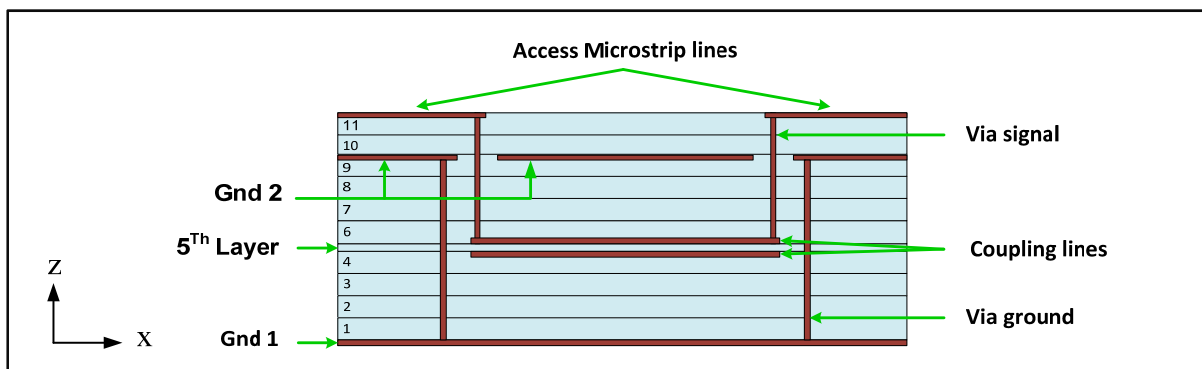 Access Microstrip lines
11
10
9
8
7
6
4
3
2
1
Via signal
Gnd 2
5Th Layer
Coupling lines
Via ground
Gnd 1
Z
X